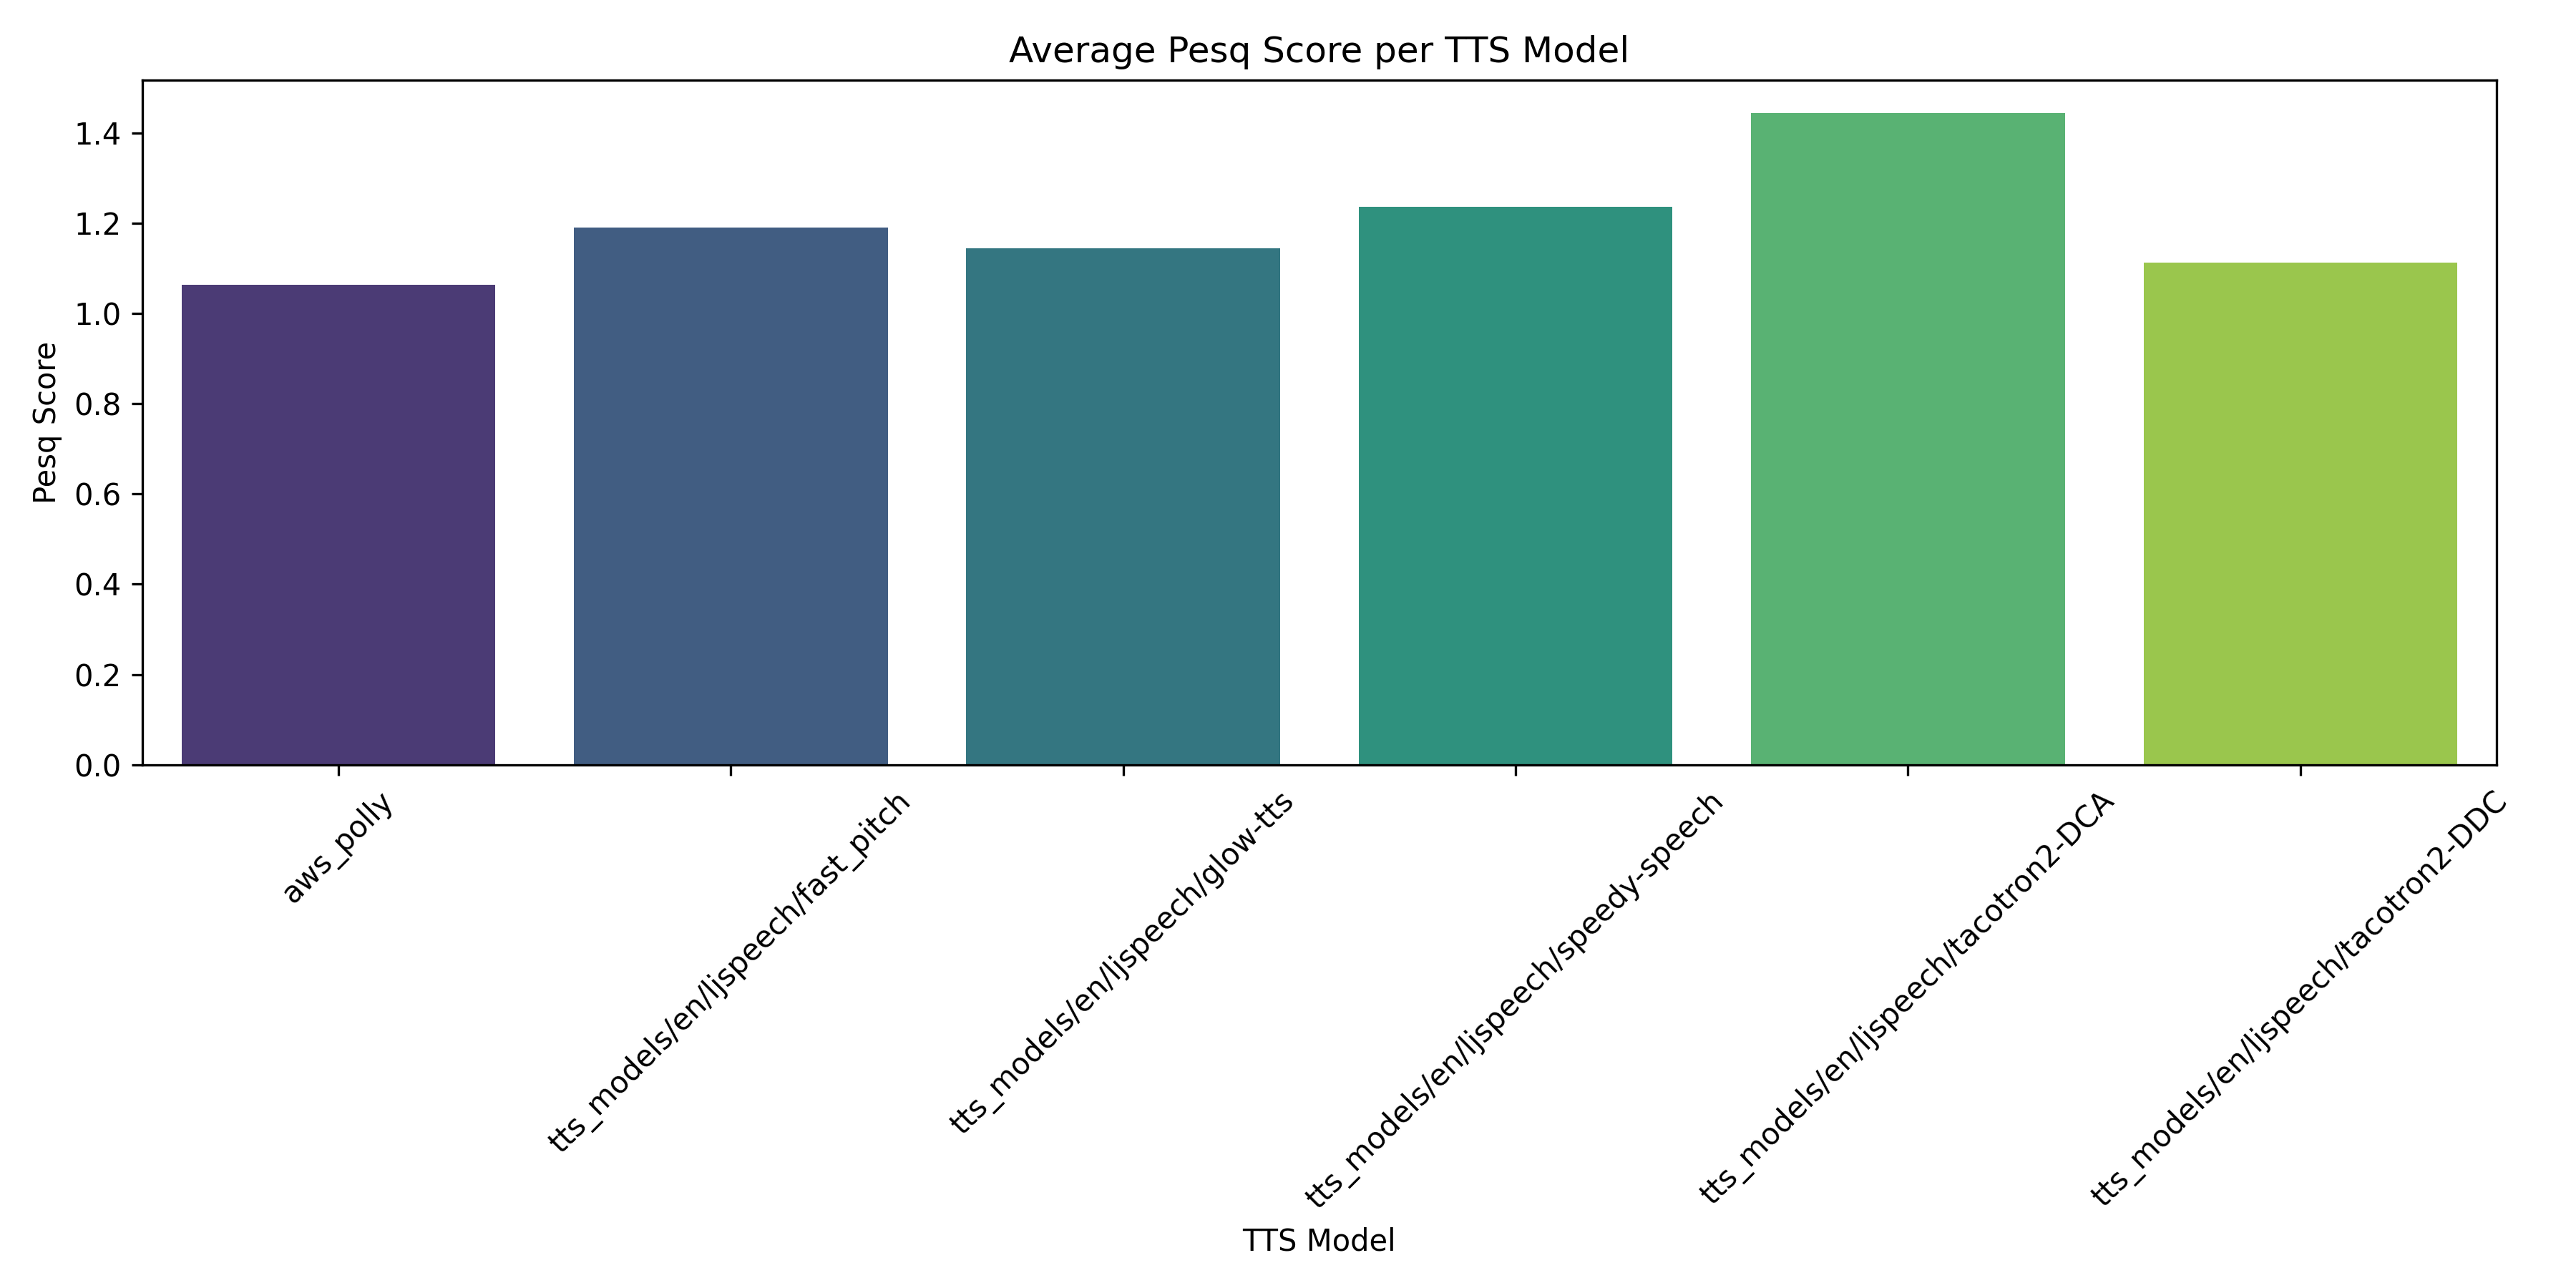 Average Pesq Score per TTS Model
Pesq Score
1.4
1.2
1.0
0.8
0.6
0.4
0.2
0.0
aws_polly
tts_models/en/ljspeech/fast_pitch
tts_models/en/ljspeech/glow-tts
tts_models/en/ljspeech/speedy-speech
tts_models/en/ljspeech/tacotron2-DCA
tts_models/en/ljspeech/tacotron2-DDC
TTS Model